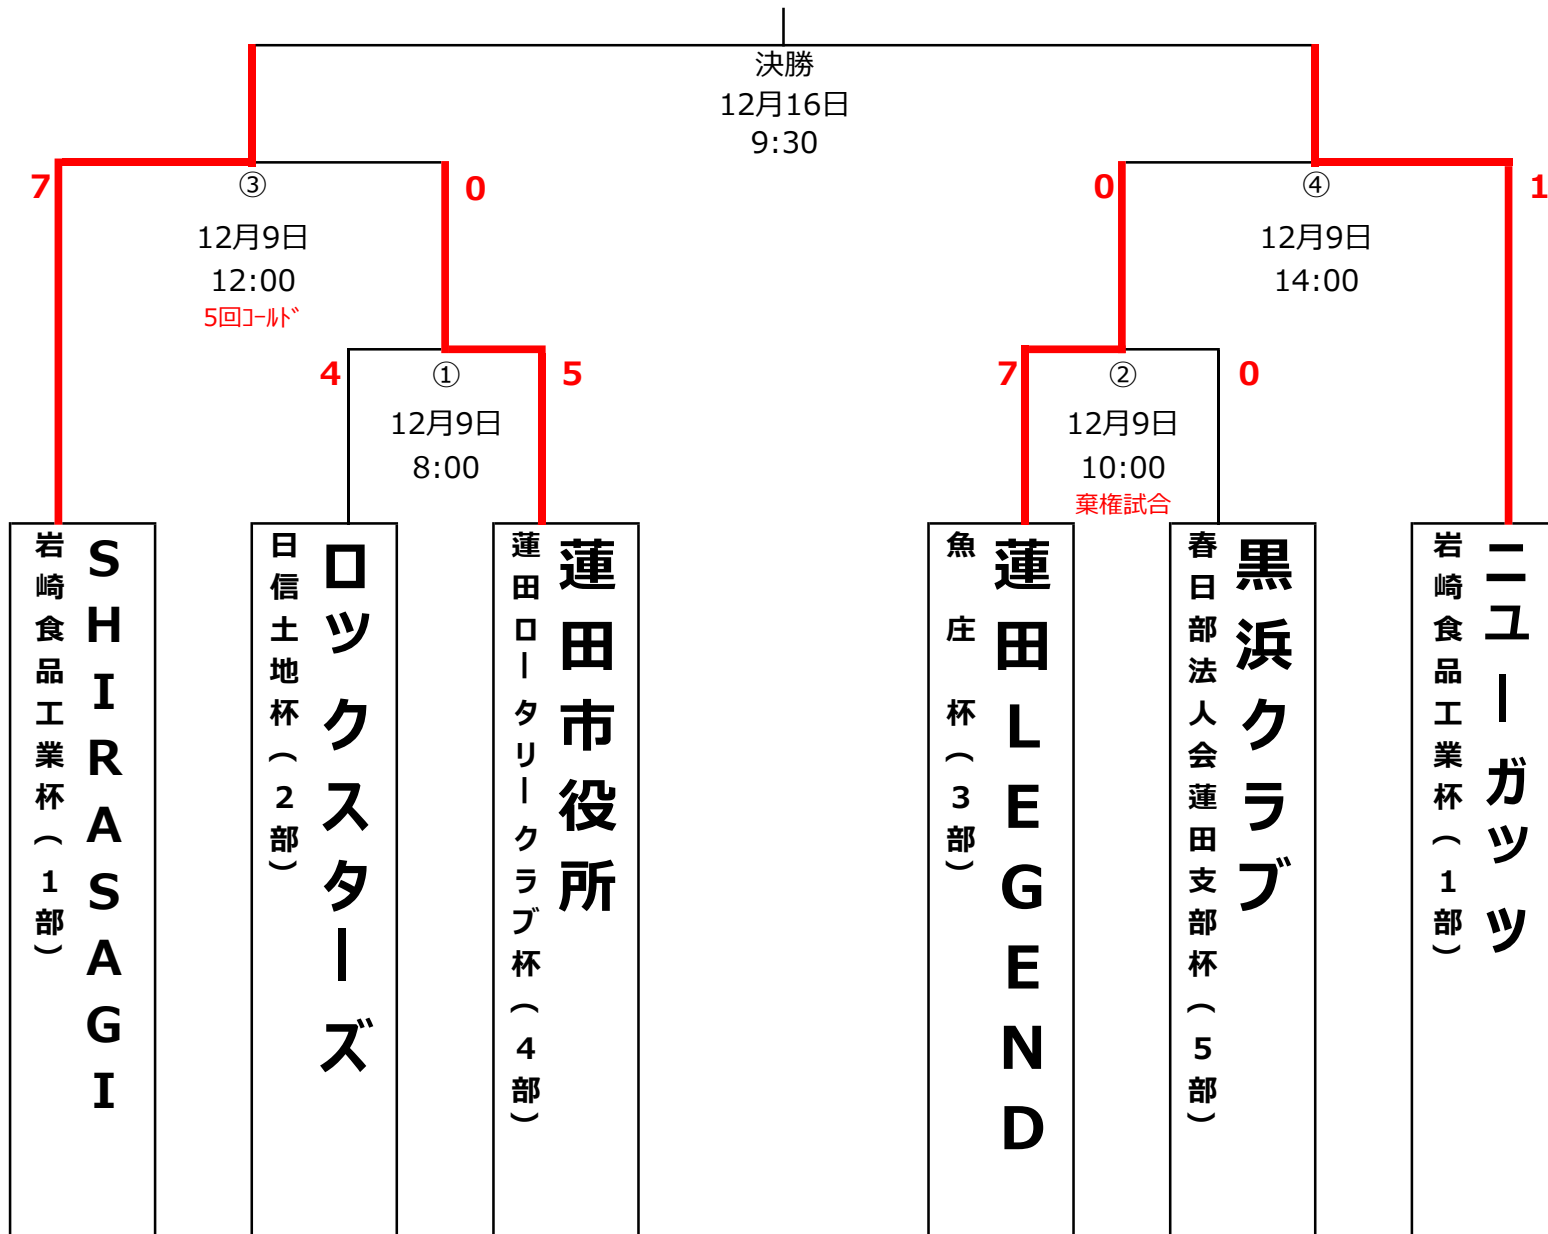 決勝
12月16日
9:30
7
③
0
12月9日
12:00
5回ｺｰﾙﾄﾞ
0
④
1
12月9日
14:00
4
①
5
12月9日
8:00
7
②
0
12月9日
10:00
棄権試合
SHIRASAGI
岩崎食品工業杯（1部）
ロックスターズ
日信土地杯（2部）
蓮田市役所
蓮田ロータリークラブ杯（4部）
蓮田LEGEND
魚庄杯（3部）
黒浜クラブ
春日部法人会蓮田支部杯（5部）
ニューガッツ
岩崎食品工業杯（1部）